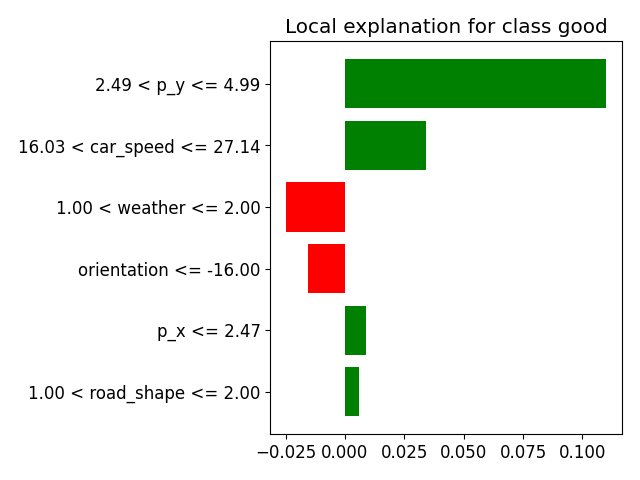 Local explanation for class good
2.49 < p_y <= 4.99
16.03 < car_speed <= 27.14
1.00 < weather <= 2.00
orientation <= -16.00
p_x <= 2.47
1.00 < road_shape <= 2.00
−0.025 0.000 0.025 0.050 0.075 0.100